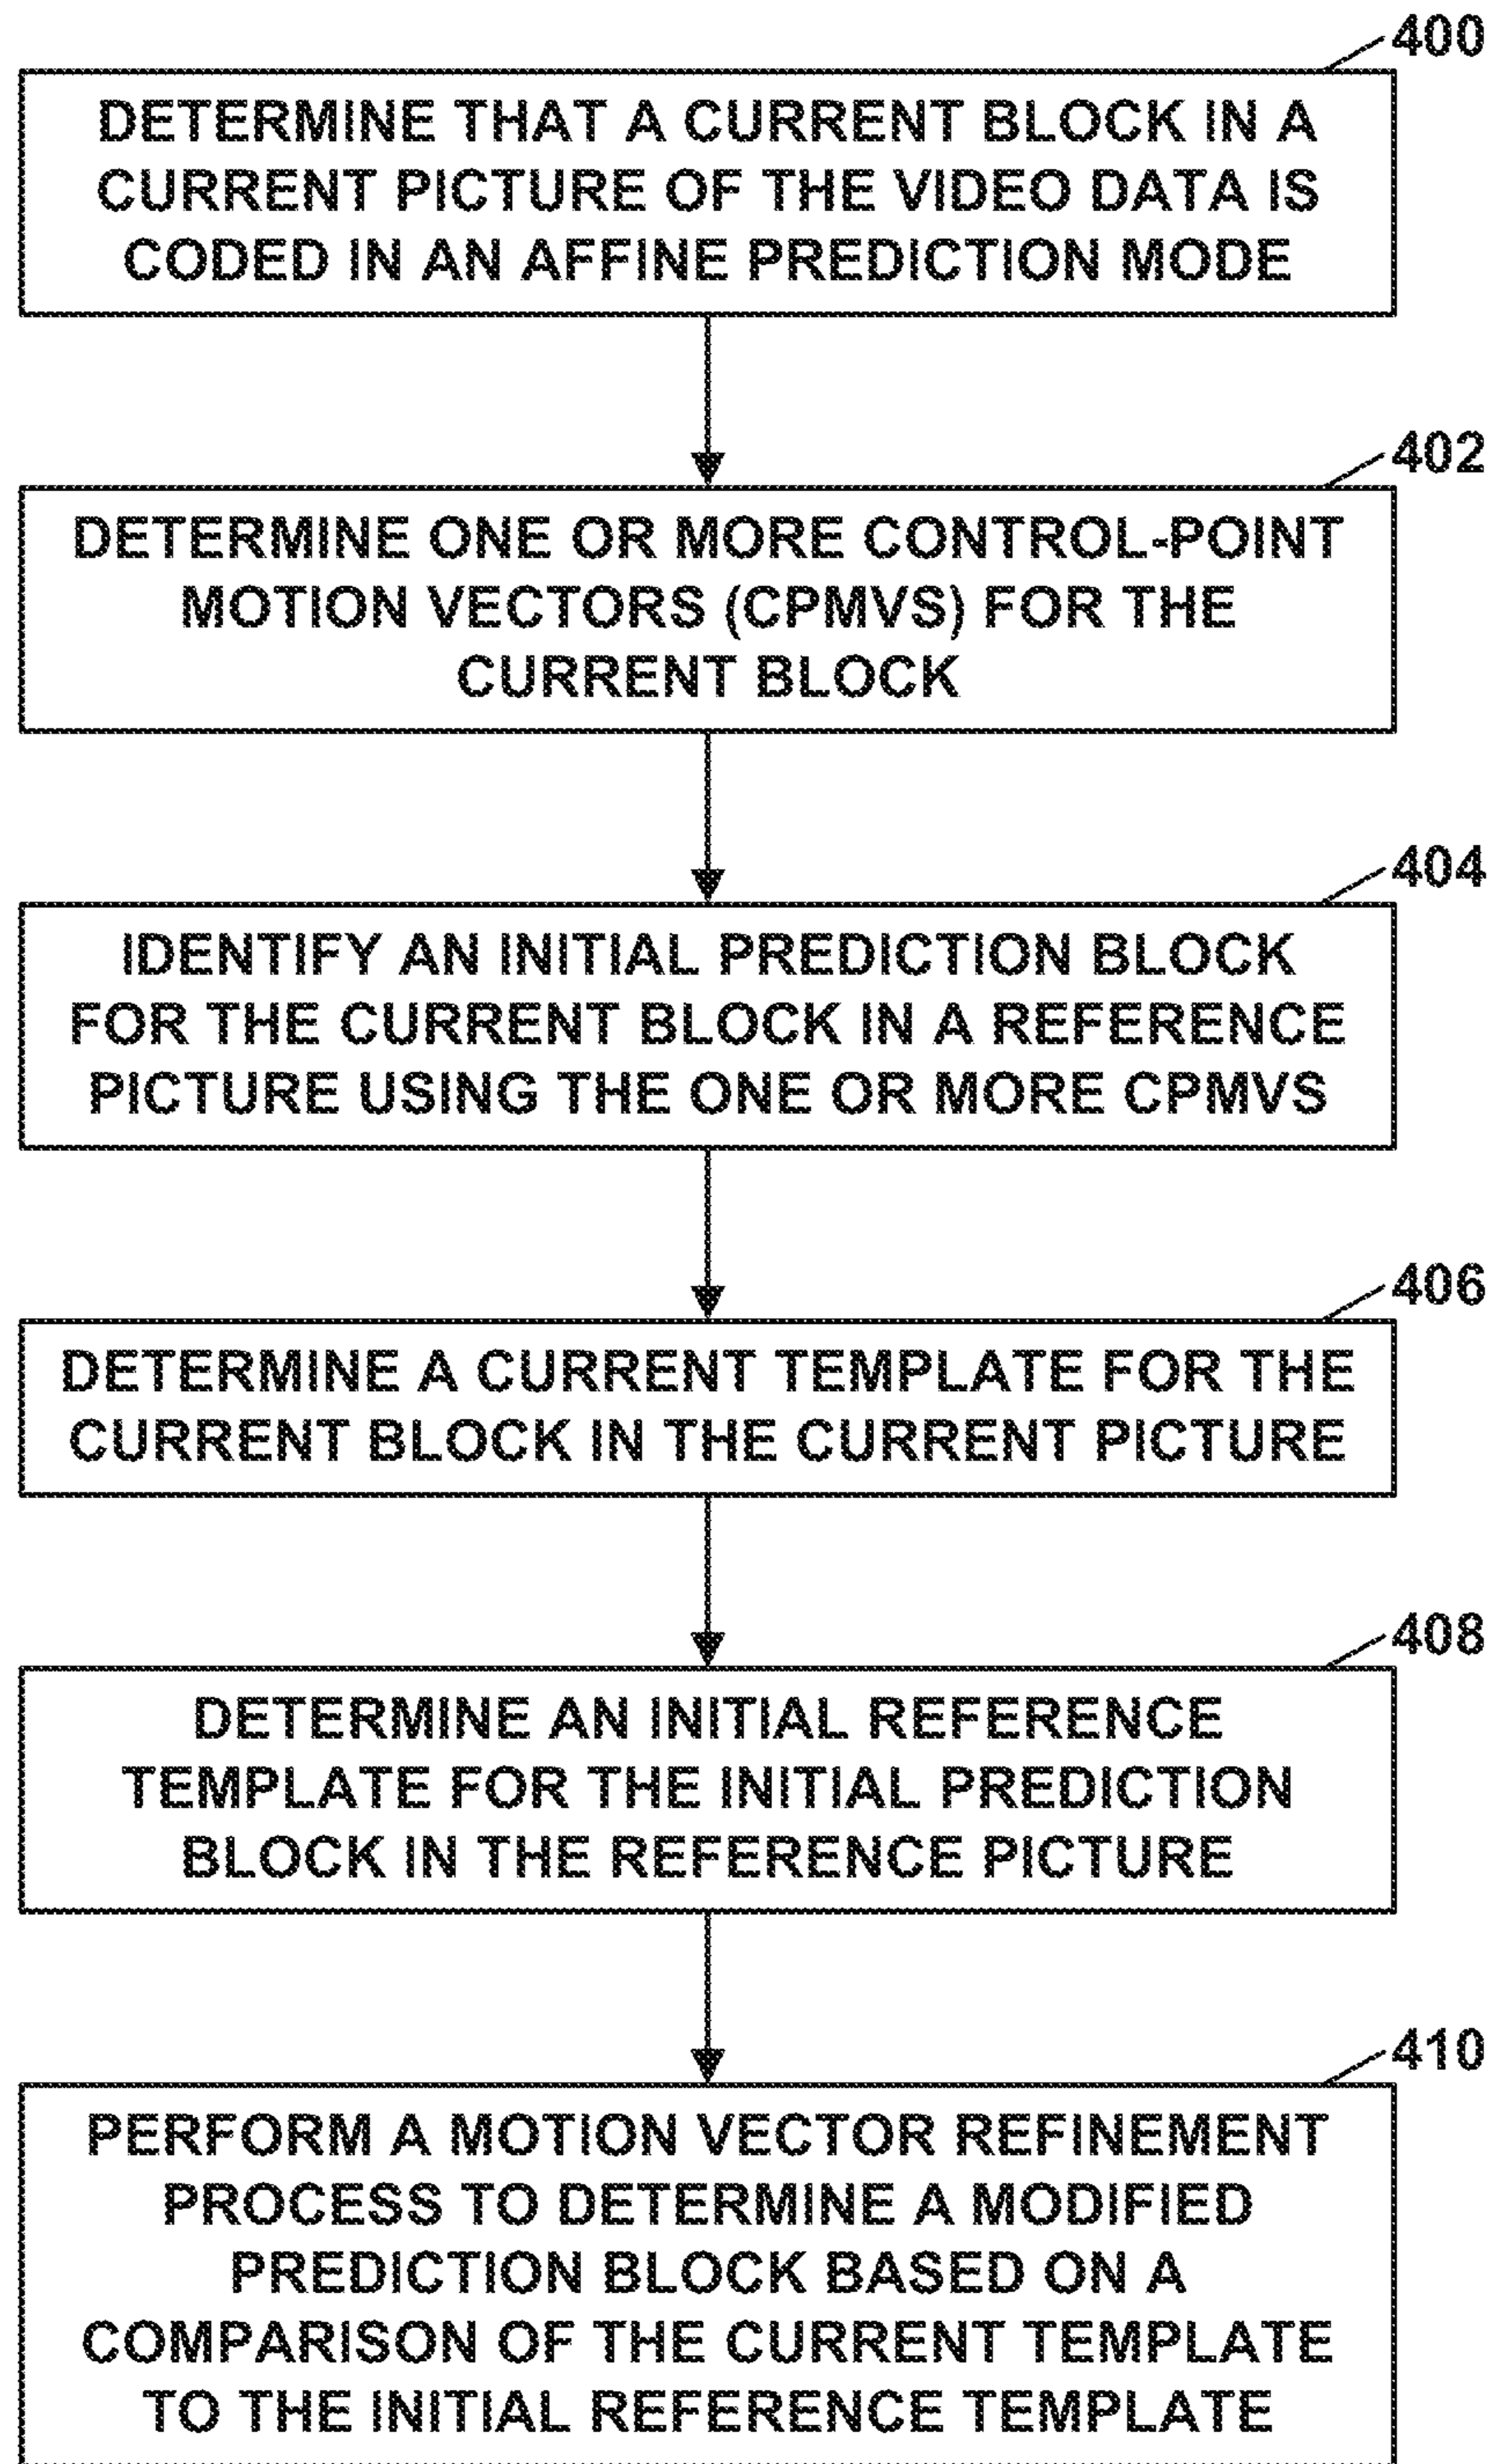 400
DETERMINE THAT A CURRENT BLOCK IN A
CURRENT PICTURE OF THE VIDEO DATA IS
CODED IN AN AFFINE PREDICTION MODE
402
DETERMINE ONE OR MORE CONTROL-POINT
MOTION VECTORS (CPMVS) FOR THE
CURRENT BLOCK
404
IDENTIFY AN INITIAL PREDICTION BLOCK
FOR THE CURRENT BLOCK IN A REFERENCE
PICTURE USING THE ONE OR MORE CPMVS
406
DETERMINE A CURRENT TEMPLATE FOR THE
CURRENT BLOCK IN THE CURRENT PICTURE
408
DETERMINE AN INITIAL REFERENCE
TEMPLATE FOR THE INITIAL PREDICTION
BLOCK IN THE REFERENCE PICTURE
410
PERFORM A MOTION VECTOR REFINEMENT
PROCESS TO DETERMINE A MODIFIED
PREDICTION BLOCK BASED ON A
COMPARISON OF THE CURRENT TEMPLATE
TO THE INITIAL REFERENCE TEMPLATE